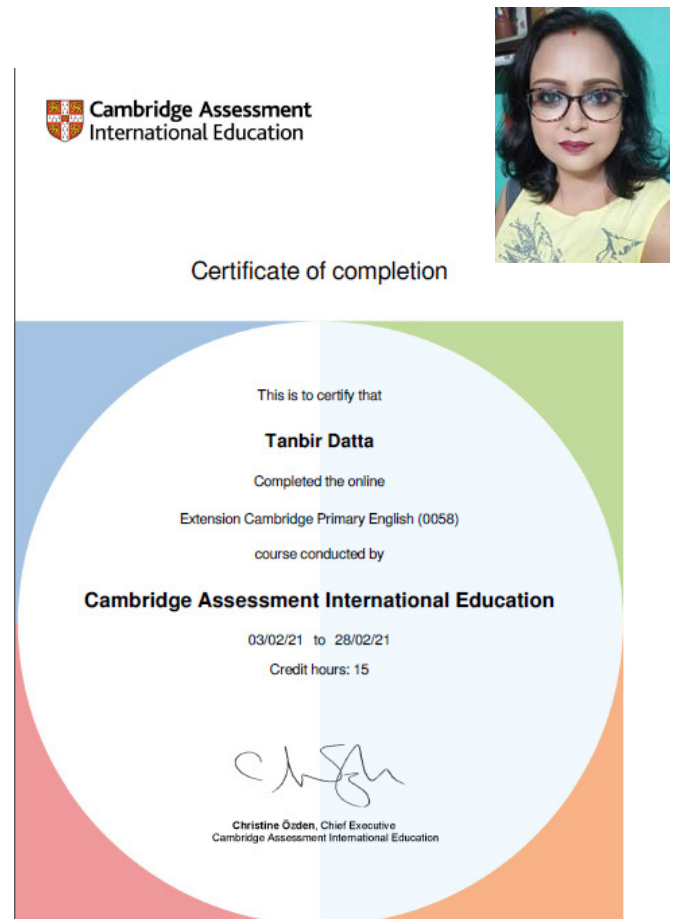 Cambridge Assessment
International Education
Certificate of completion
This is to certify that
Tanbir Datta
Completed the online
Extension Cambridge Primary English (0058)
course conducted by
Cambridge Assessment International Education
03/02/21 to 28/02/21
Credit hours: 15
Christine Özden, Chief Executive
Cambridge Assessment International Education